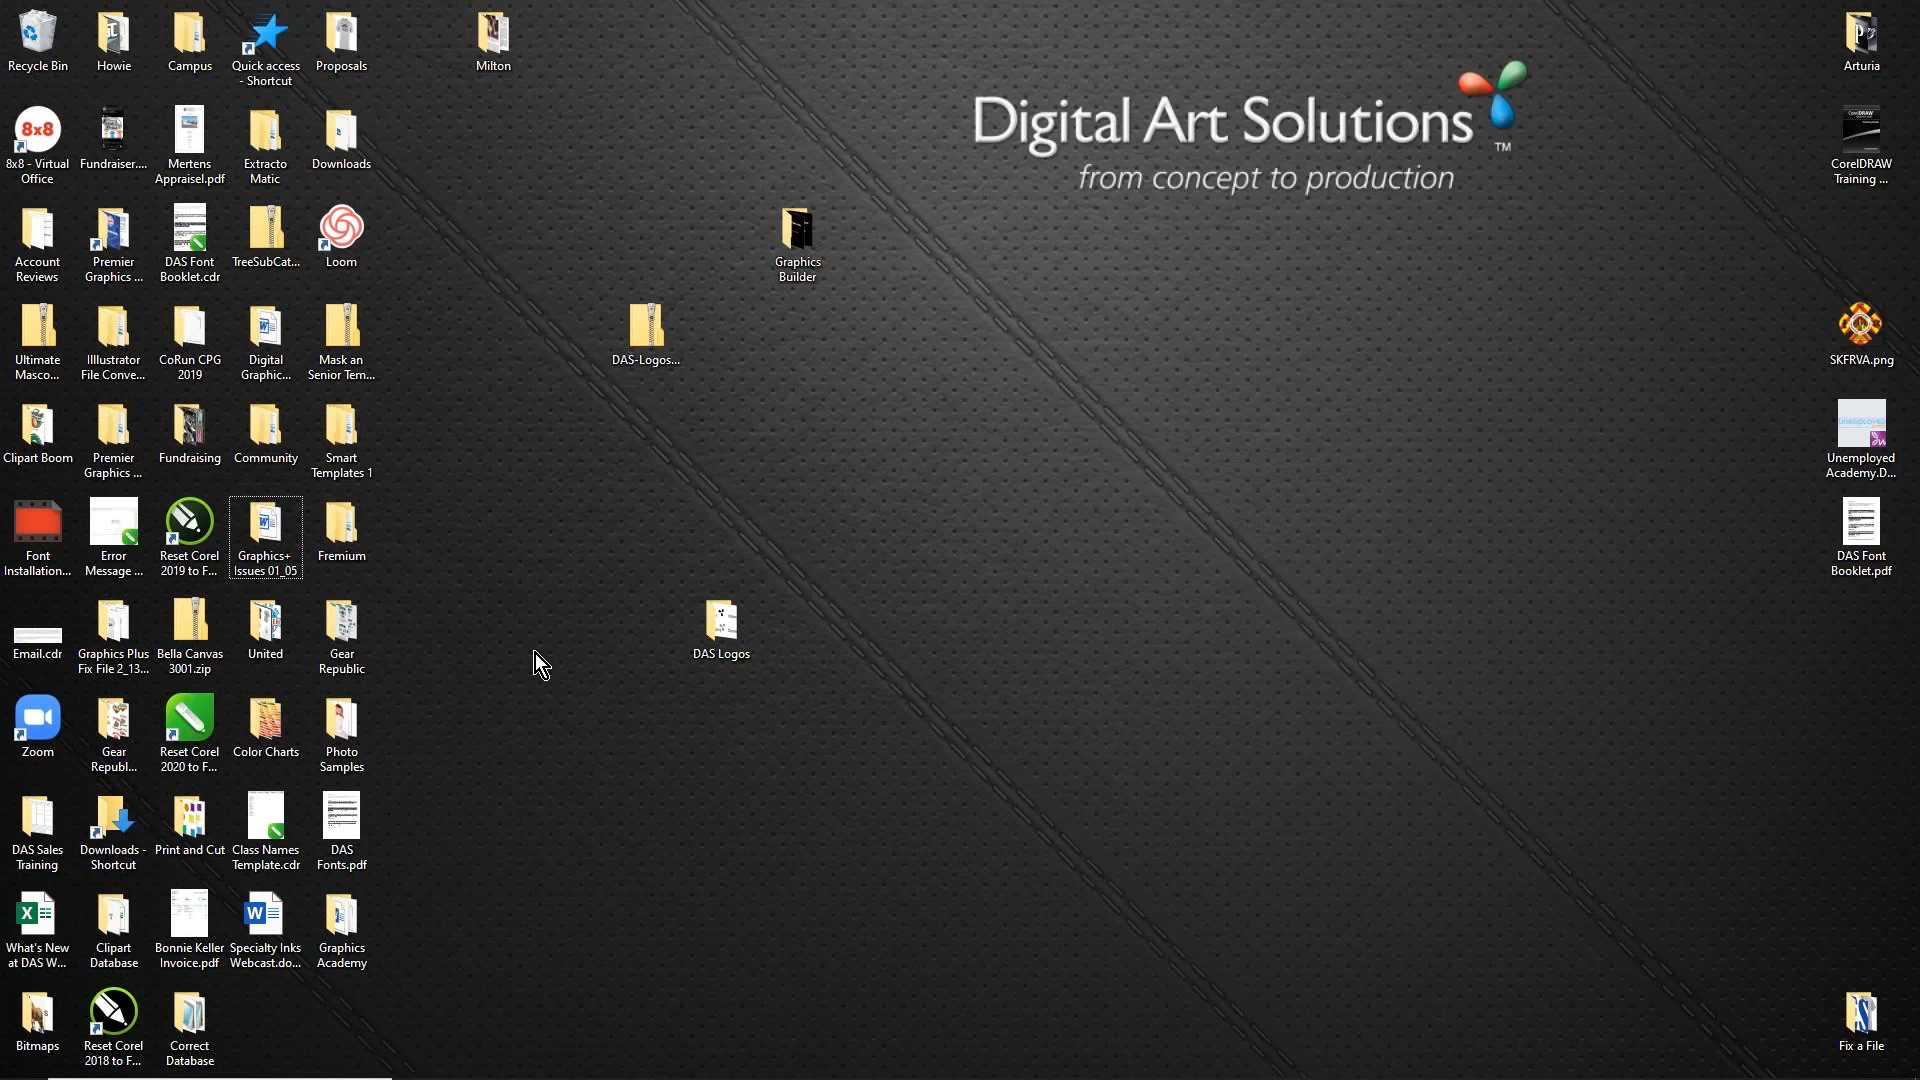 Recycle Bin
Howie
Campus
Quick access
- Shortcut
Proposals
Milton
Digital Art Solutions
TM
from concept to production
Arturia
8x8
8x8 - Virtual
Office
Fundraiser....
Mertens
Appraisel.pdf
Extracto
Matic
Downloads
CorelDRAW
CorelDRAW
Training ...
Account
Reviews
Premier
Graphics ...
DAS Font
Booklet.cdr
TreeSubCat...
Loom
Graphics
Builder
Ultimate
Masco...
IllIustrator
File Conve...
CoRun CPG
2019
Digital
Graphic...
Mask an
Senior Tem...
DAS-Logos...
SKFRVA.png
Clipart Boom
Premier
Graphics ...
Fundraising
Community
Smart
Templates 1
Unemployed
Academy.D...
Font
Installation...
Error
Message ...
Reset Corel
2019 to F...
Graphics+
Issues 01_05
Fremium
DAS Font
Booklet.pdf
Email.cdr
Graphics Plus
Fix File 2_13...
Bella Canvas
3001.zip
United
Gear
Republic
DAS Logos
Zoom
Gear
Republ...
Reset Corel
2020 to F...
Color Charts
Photo
Samples
DAS Sales
Training
Downloads -
Shortcut
Print and Cut
Class Names
Template.cdr
DAS
Fonts.pdf
What's New
at DAS W...
Clipart
Database
Bonnie Keller
Invoice.pdf
Specialty Inks
Webcast.do...
Graphics
Academy
Bitmaps
Reset Corel
2018 to F...
Correct
Database
Fix a File